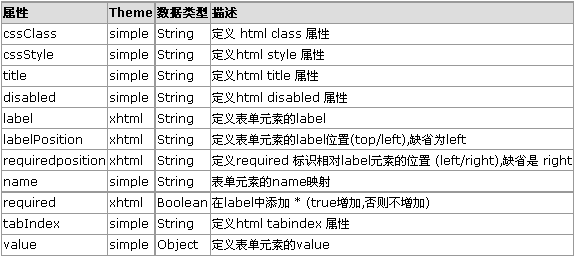 属性 Theme 数据类型 描述
cssClass simple String 定义 html class 属性
cssStyle simple String 定义html style 属性
title simple String 定义html title 属性
disabled simple String 定义html disabled 属性
label xhtml String 定义表单元素的label
labelPosition xhtml String 定义表单元素的label位置(top/left),缺省为left
requiredposition xhtml String 定义required 标识相对label元素的位置 (left/right),缺省是 right
name simple String 表单元素的name映射
required xhtml Boolean 在label中添加 * (true增加,否则不增加)
tabIndex simple String 定义html tabindex 属性
value simple Object 定义表单元素的value